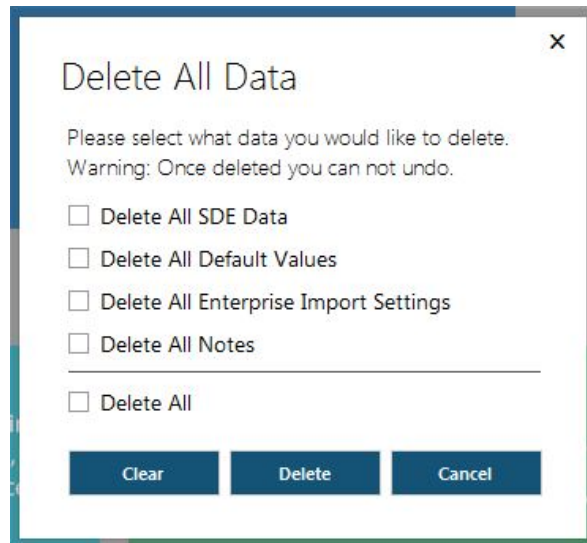 Delete All Data
Please select what data you would like to delete.
Warning: Once deleted you can not undo.
Delete All SDE Data
Delete All Default Values
Delete All Enterprise Import Settings
Delete All Notes
Delete All
Clear Delete Cancel